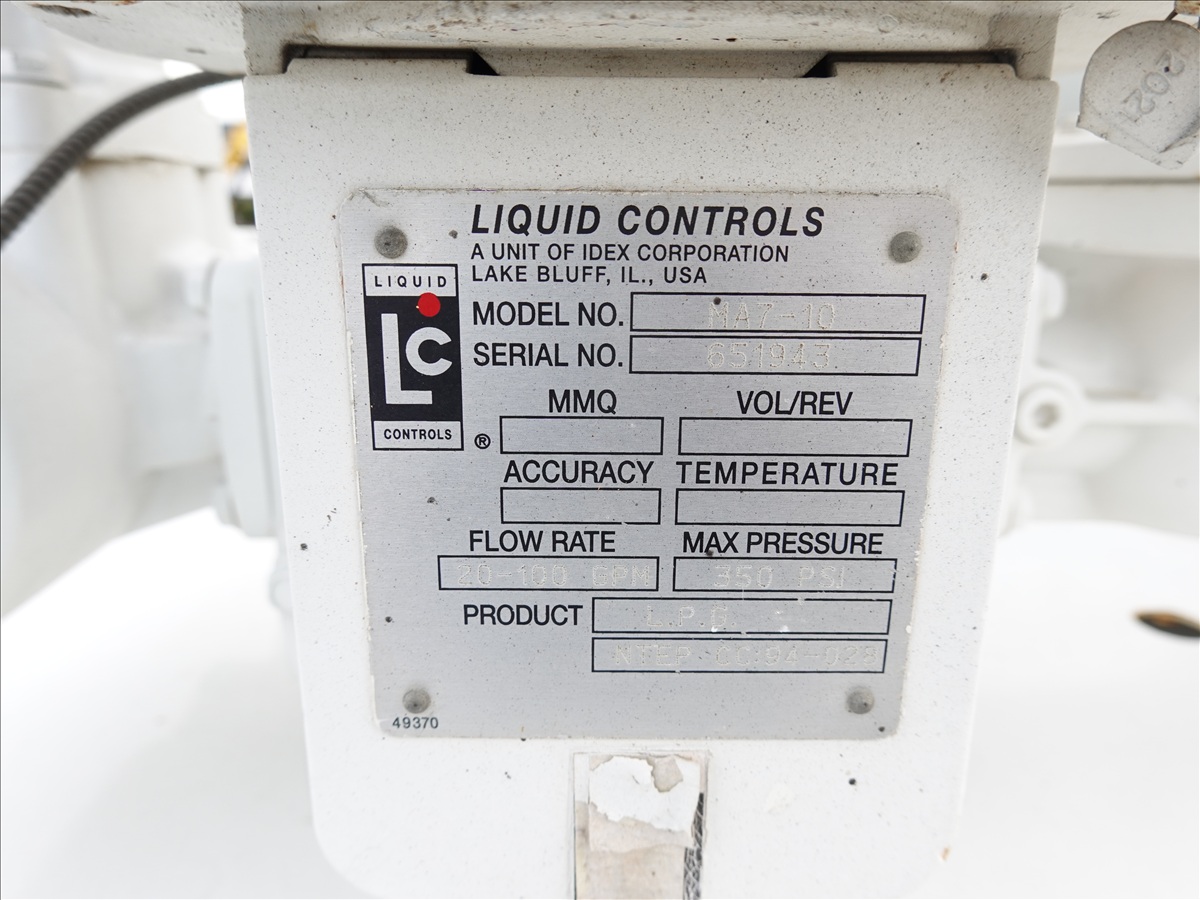 2021
LIQUID CONTROLS
A UNIT OF IDEX CORPORATION
LAKE BLUFF, IL., USA
LIQUID
LC
CONTROLS
®
MODEL NO. MA7-10
SERIAL NO. 651943
MMQ VOL/REV
ACCURACY TEMPERATURE
FLOW RATE MAX PRESSURE
20-100 GPM 350 PSI
PRODUCT L.P.G.
NTEP CC:94-028
49370